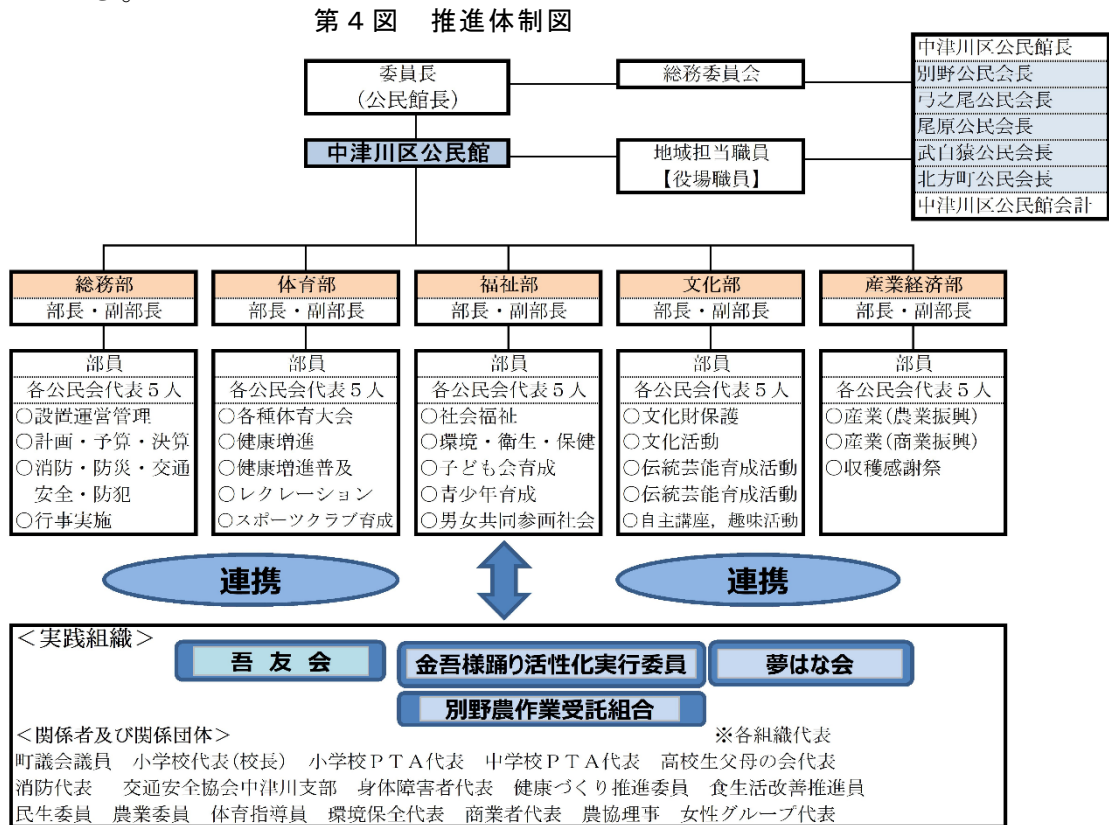 る。
第４図　推進体制図
委員長
(公民館長)
総務委員会
中津川区公民館長
別野公民会長
弓之尾公民会長
尾原公民会長
武白猿公民会長
北方町公民会長
中津川区公民館会計
中津川区公民館
地域担当職員
【役場職員】
総務部
部長・副部長
体育部
部長・副部長
福祉部
部長・副部長
文化部
部長・副部長
産業経済部
部長・副部長
部員
各公民会代表５人
○設置運営管理
○計画・予算・決算
○消防・防災・交通
安全・防犯
○行事実施
部員
各公民会代表５人
○各種体育大会
○健康増進
○健康増進普及
○レクレーション
○スポーツクラブ育成
部員
各公民会代表５人
○社会福祉
○環境・衛生・保健
○子ども会育成
○青少年育成
○男女共同参画社会
部員
各公民会代表５人
○文化財保護
○文化活動
○伝統芸能育成活動
○伝統芸能育成活動
○自主講座，趣味活動
部員
各公民会代表５人
○産業(農業振興)
○産業(商業振興)
○収穫感謝祭
連携
連携
＜実践組織＞
吾友会
金吾様踊り活性化実行委員
夢はな会
別野農作業受託組合
＜関係者及び関係団体＞
※各組織代表
町議会議員　小学校代表(校長)　小学校ＰＴＡ代表　中学校ＰＴＡ代表　高校生父母の会代表
消防代表　交通安全協会中津川支部　身体障害者代表　健康づくり推進委員　食生活改善推進員
民生委員　農業委員　体育指導員　環境保全代表　商業者代表　農協理事　女性グループ代表